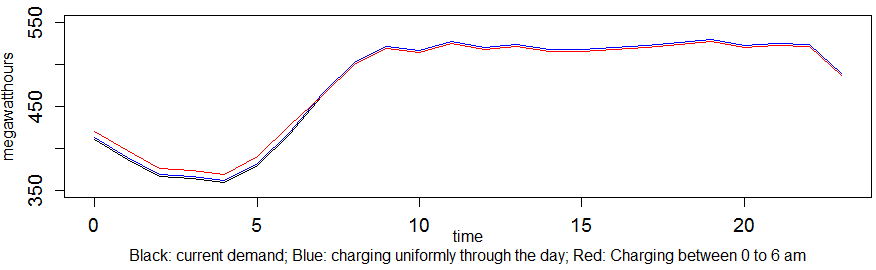 550
450
350
megawatthours
0
5
10
15
20
time
Black: current demand; Blue: charging uniformly through the day; Red: Charging between 0 to 6 am